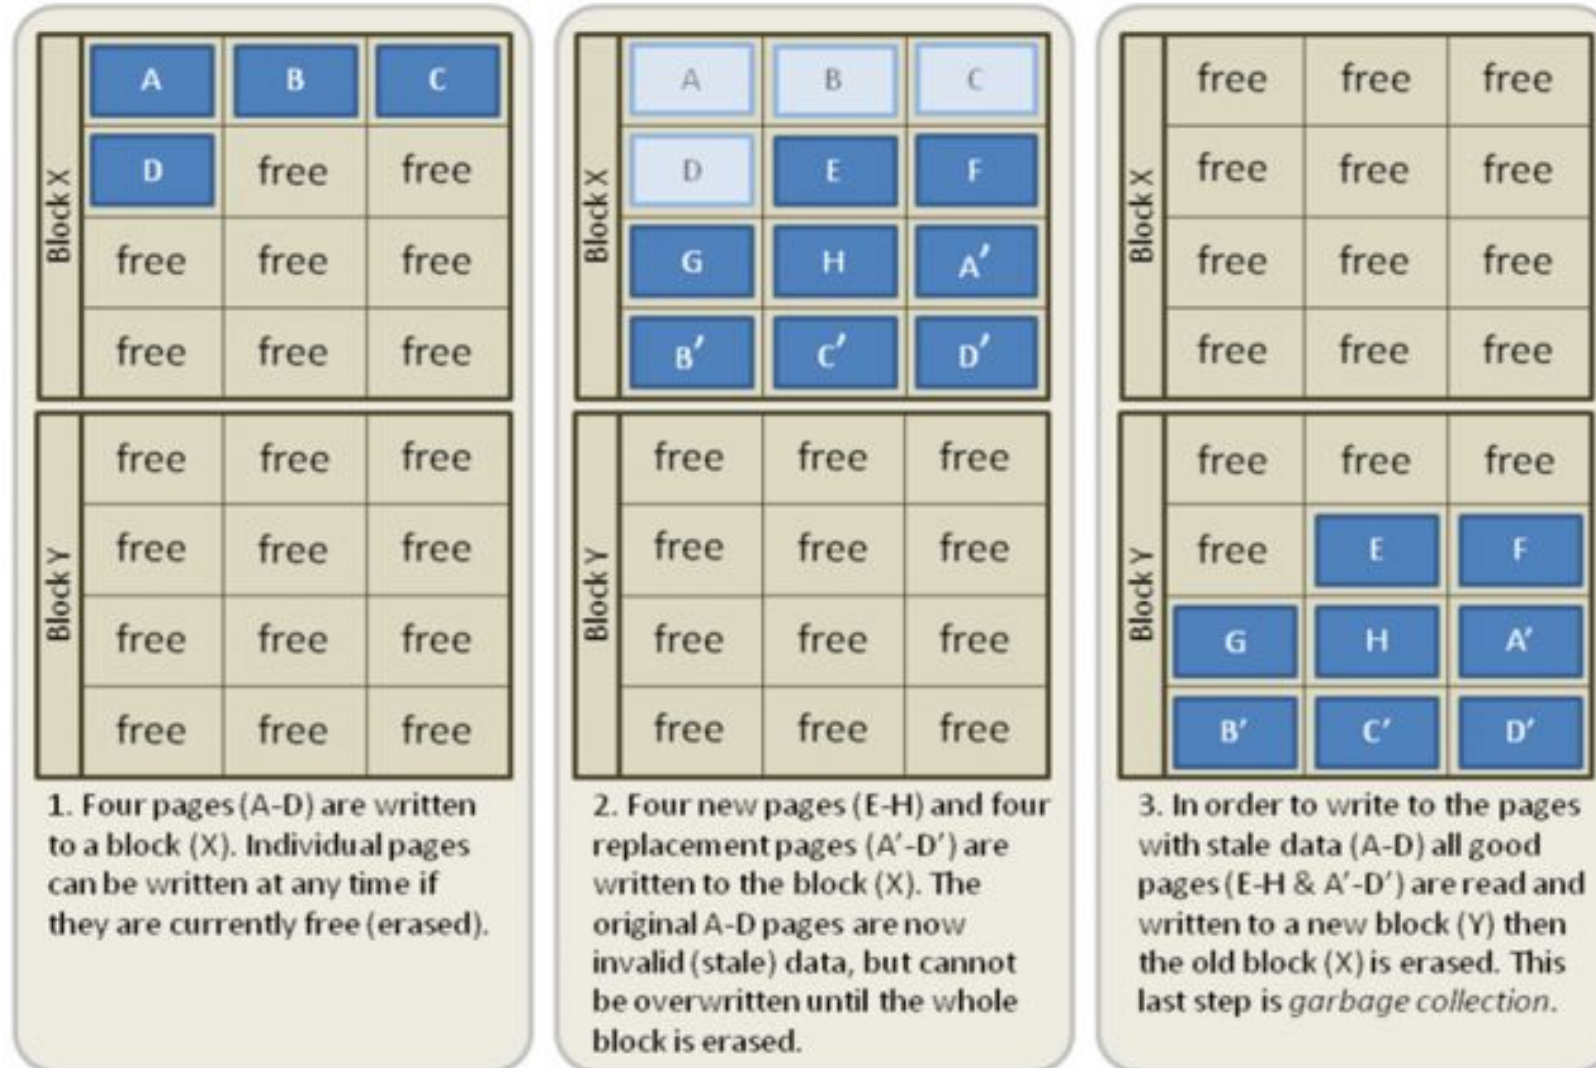 Block X
A B C
D free free
free free free
free free free
Block Y
free free free
free free free
free free free
free free free
1. Four pages (A-D) are written
to a block (X). Individual pages
can be written at any time if
they are currently free (erased).
Block X
A B C
D E F
G H A′
B′ C′ D′
Block Y
free free free
free free free
free free free
free free free
2. Four new pages (E-H) and four
replacement pages (A′-D′) are
written to the block (X). The
original A-D pages are now
invalid (stale) data, but cannot
be overwritten until the whole
block is erased.
Block X
free free free
free free free
free free free
free free free
Block Y
free free free
free E F
G H A′
B′ C′ D′
3. In order to write to the pages
with stale data (A-D) all good
pages (E-H & A′-D′) are read and
written to a new block (Y) then
the old block (X) is erased. This
last step is garbage collection.